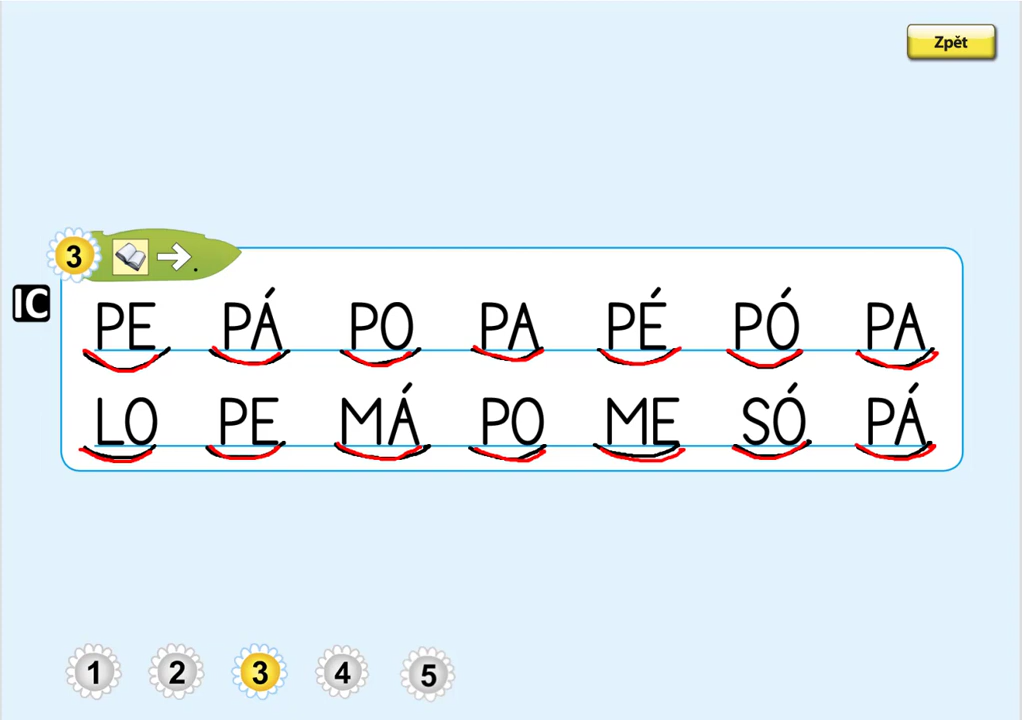 Zpět
3 .
IC
PE PÁ PO PA PÉ PÓ PA
LO PE MÁ PO ME SÓ PÁ
1 2 3 4 5